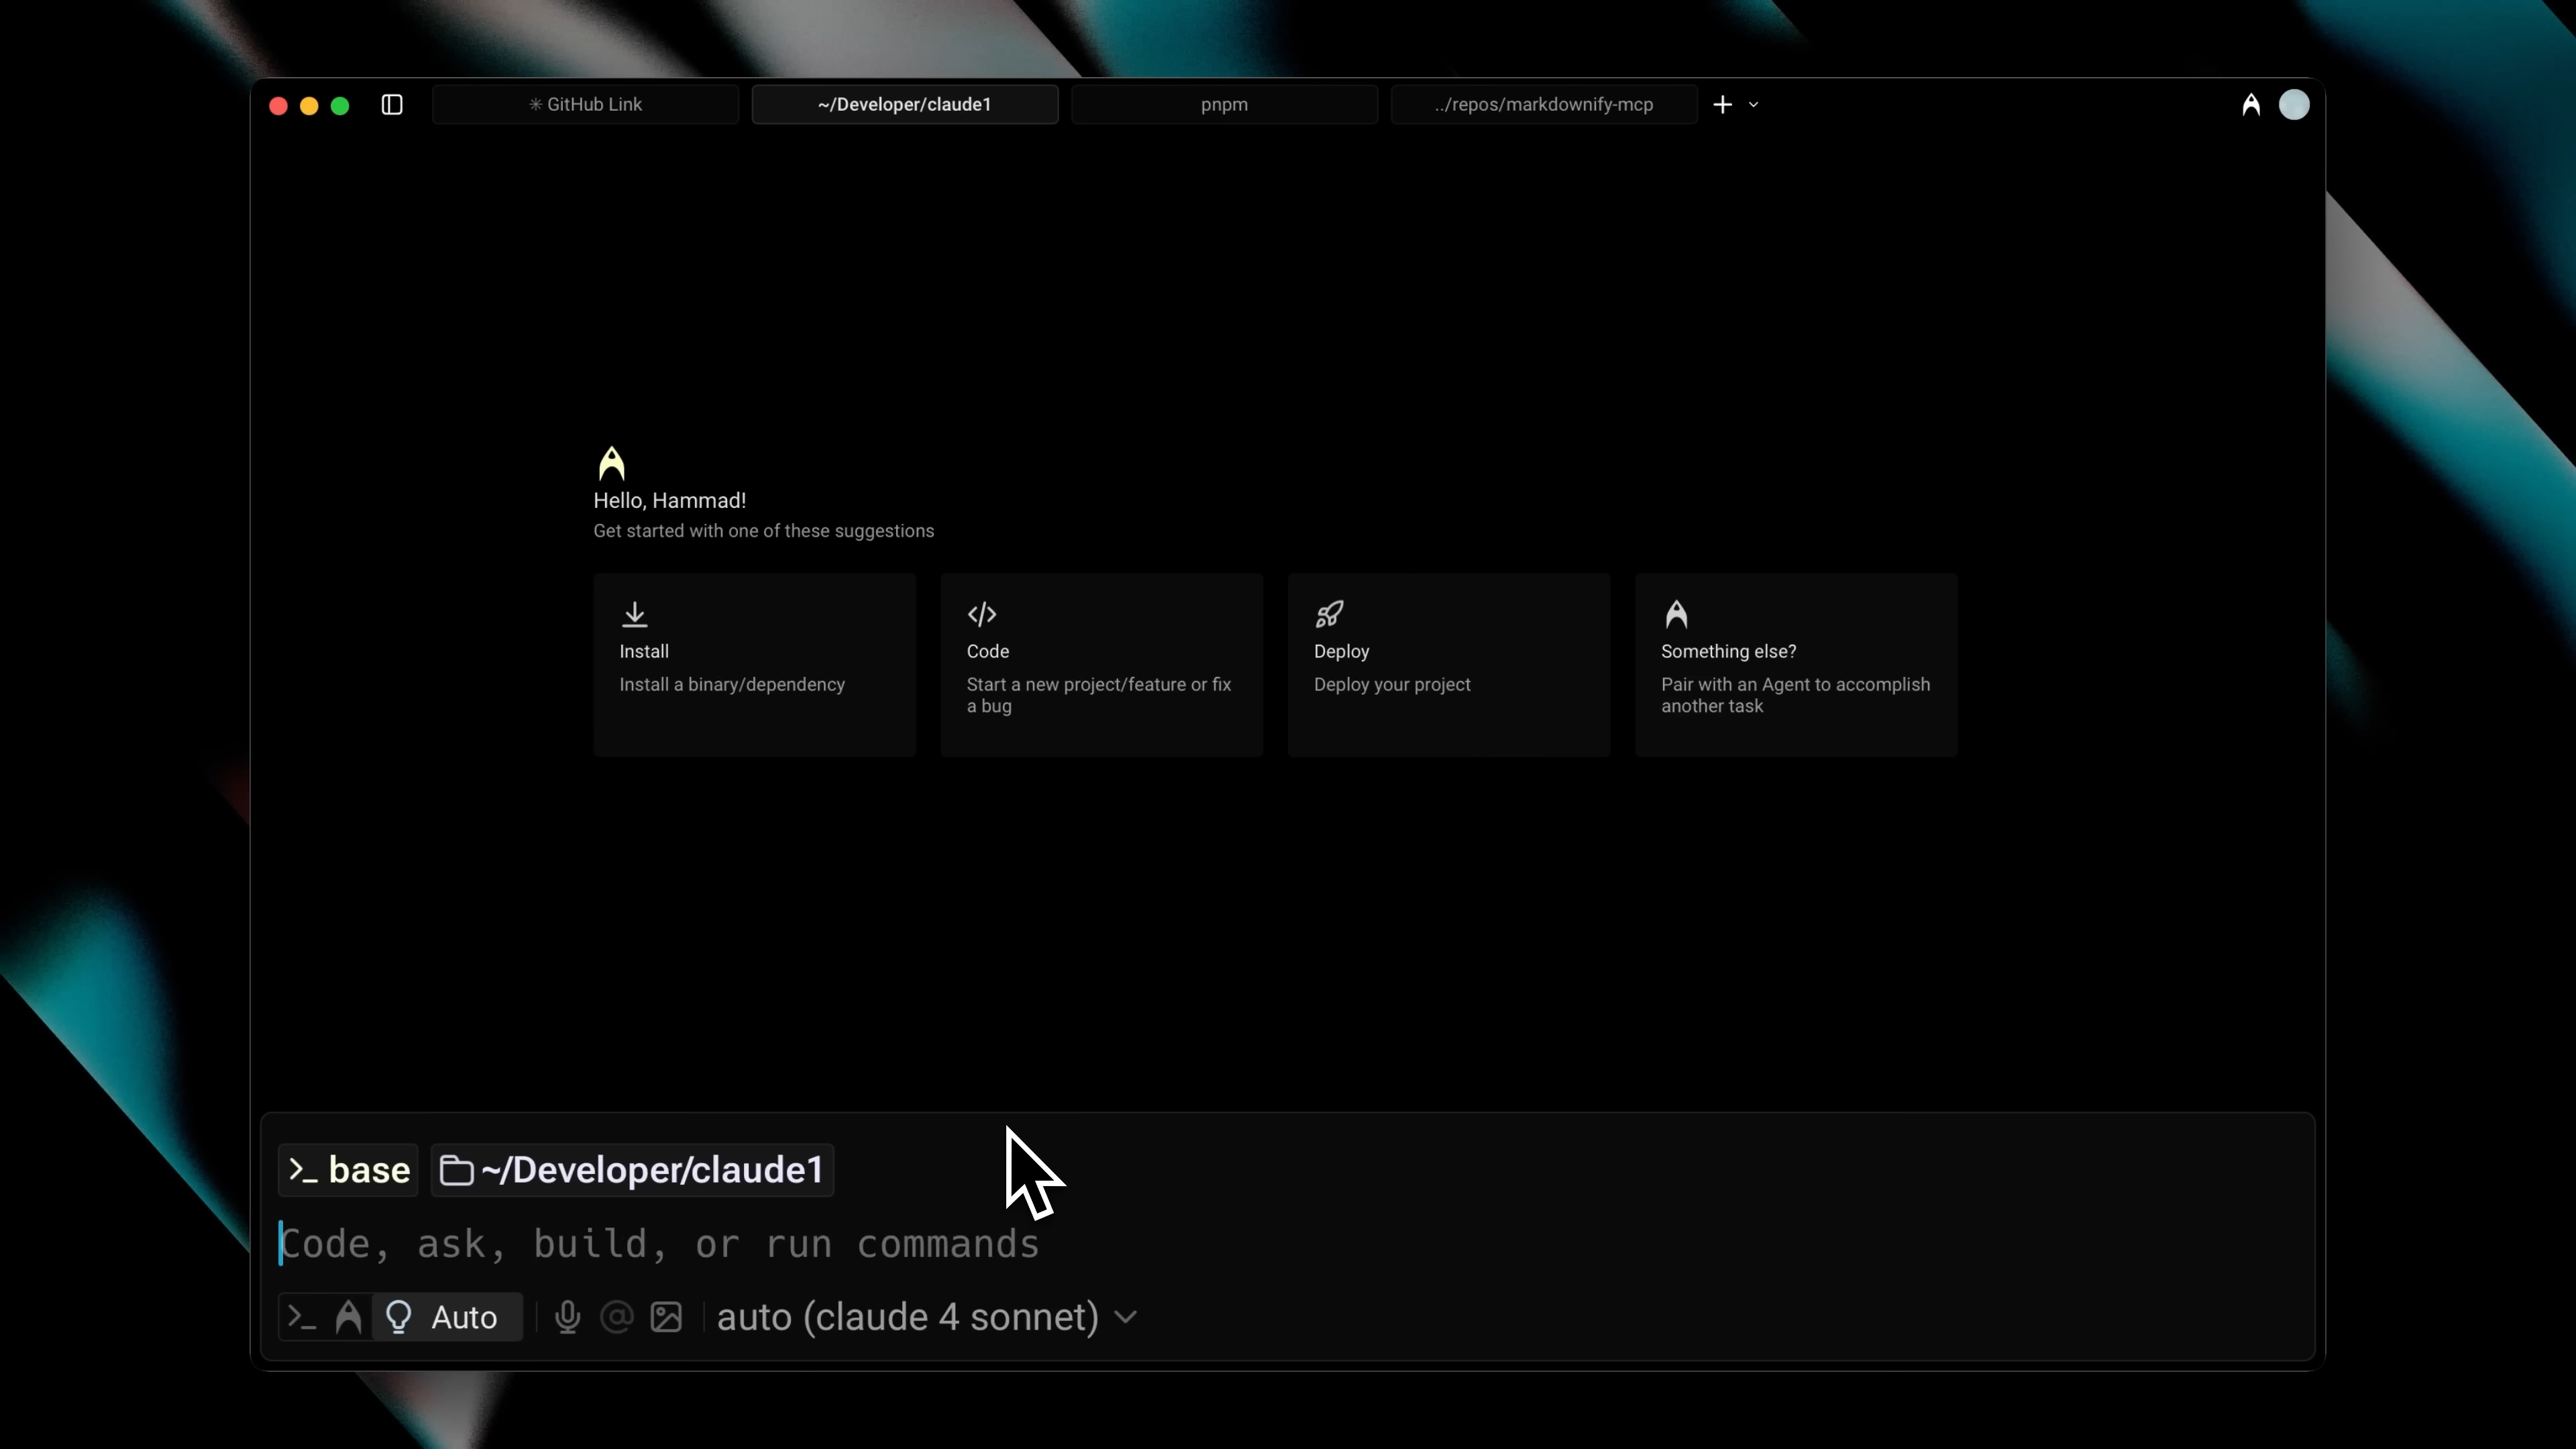 ✳ GitHub Link
~/Developer/claude1
pnpm
../repos/markdownify-mcp
Hello, Hammad!
Get started with one of these suggestions
Install
Install a binary/dependency
Code
Start a new project/feature or fix
a bug
Deploy
Deploy your project
Something else?
Pair with an Agent to accomplish
another task
>_ base ~/Developer/claude1
Code, ask, build, or run commands
>_ Auto @ auto (claude 4 sonnet)